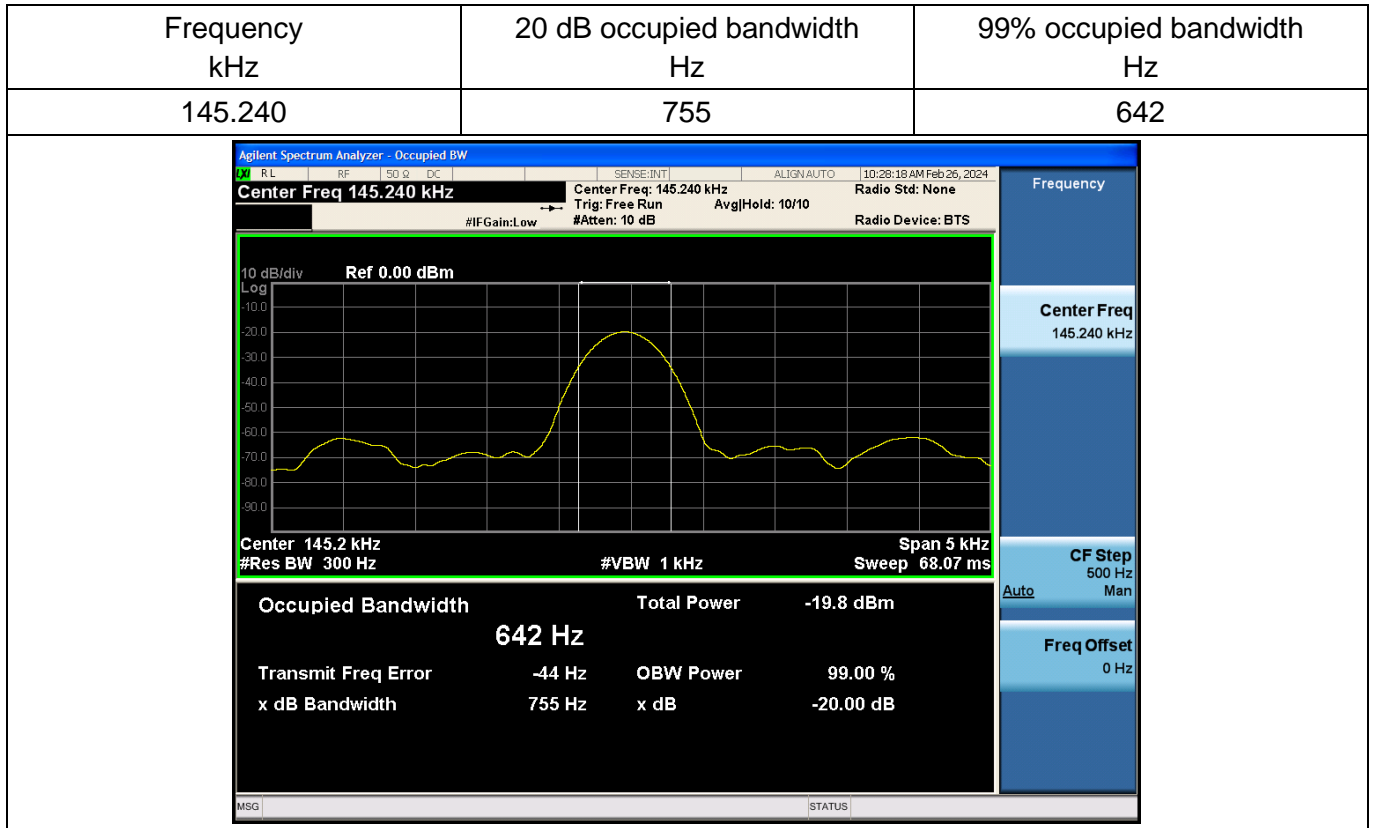 Frequency
kHz
20 dB occupied bandwidth
Hz
99% occupied bandwidth
Hz
145.240
755
642
Agilent Spectrum Analyzer - Occupied BW
LXI RL RF 50 Ω DC SENSE:INT ALIGN AUTO 10:28:18 AM Feb 26, 2024
Center Freq 145.240 kHz
Center Freq: 145.240 kHz Radio Std: None
Trig: Free Run Avg|Hold: 10/10
#IFGain:Low #Atten: 10 dB Radio Device: BTS
Frequency
10 dB/div Ref 0.00 dBm
Log
-10.0
-20.0
-30.0
-40.0
-50.0
-60.0
-70.0
-80.0
-90.0
Center 145.2 kHz Span 5 kHz
#Res BW 300 Hz #VBW 1 kHz Sweep 68.07 ms
Occupied Bandwidth Total Power -19.8 dBm
642 Hz
Transmit Freq Error -44 Hz OBW Power 99.00 %
x dB Bandwidth 755 Hz x dB -20.00 dB
Center Freq
145.240 kHz
CF Step
500 Hz
Auto Man
Freq Offset
0 Hz
MSG STATUS